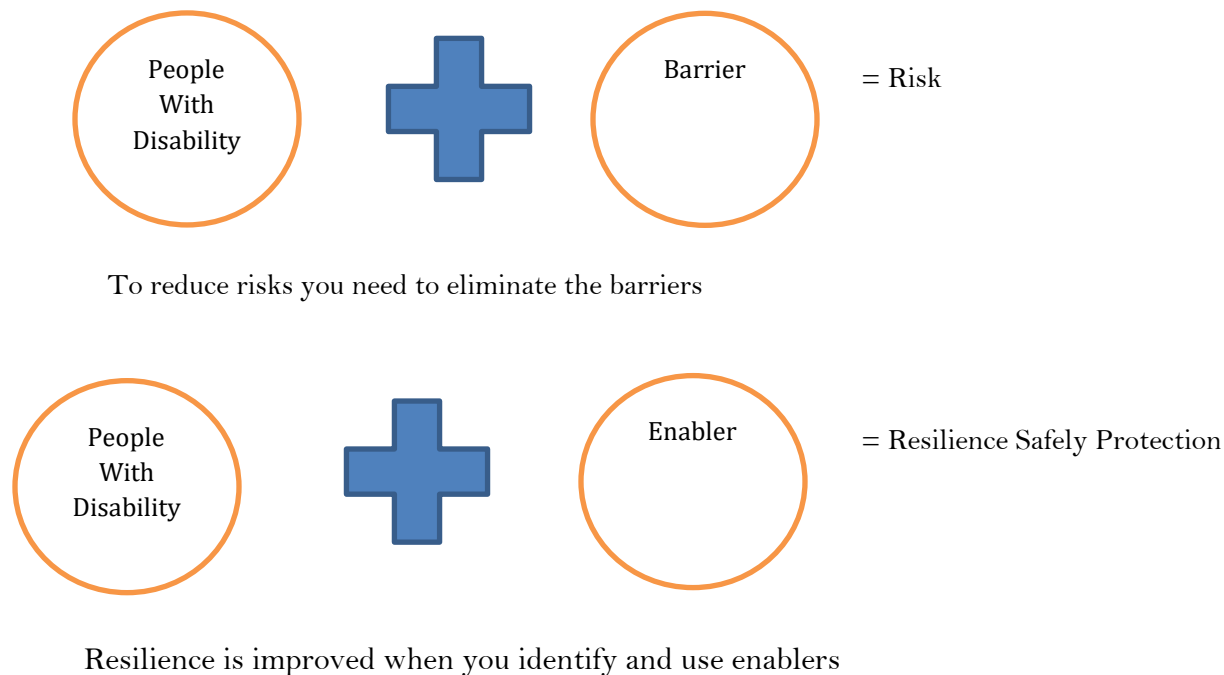 People
With
Disability
Barrier
= Risk
To reduce risks you need to eliminate the barriers
People
With
Disability
Enabler
= Resilience Safely Protection
Resilience is improved when you identify and use enablers